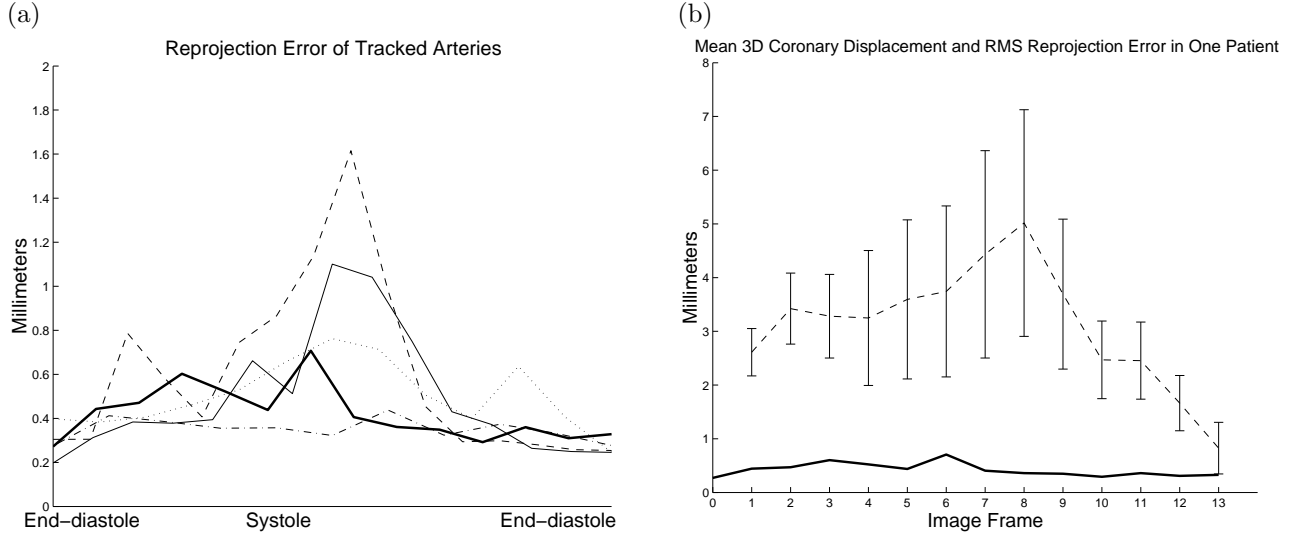 (a)
Reprojection Error of Tracked Arteries
2
1.8
1.6
1.4
1.2
1
0.8
0.6
0.4
0.2
0
Millimeters
End−diastole Systole End−diastole
(b)
Mean 3D Coronary Displacement and RMS Reprojection Error in One Patient
8
7
6
5
4
3
2
1
0
Millimeters
0 1 2 3 4 5 6 7 8 9 10 11 12 13
Image Frame